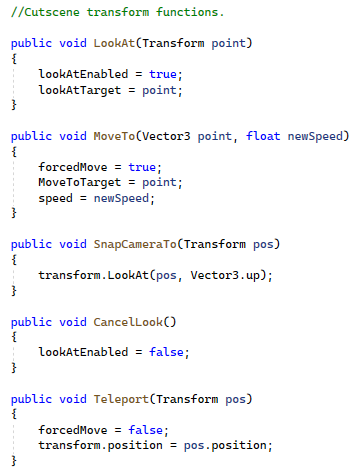 //Cutscene transform functions.
public void LookAt(Transform point)
{
lookAtEnabled = true;
lookAtTarget = point;
}
public void MoveTo(Vector3 point, float newSpeed)
{
forcedMove = true;
MoveToTarget = point;
speed = newSpeed;
}
public void SnapCameraTo(Transform pos)
{
transform.LookAt(pos, Vector3.up);
}
public void CancelLook()
{
lookAtEnabled = false;
}
public void Teleport(Transform pos)
{
forcedMove = false;
transform.position = pos.position;
}